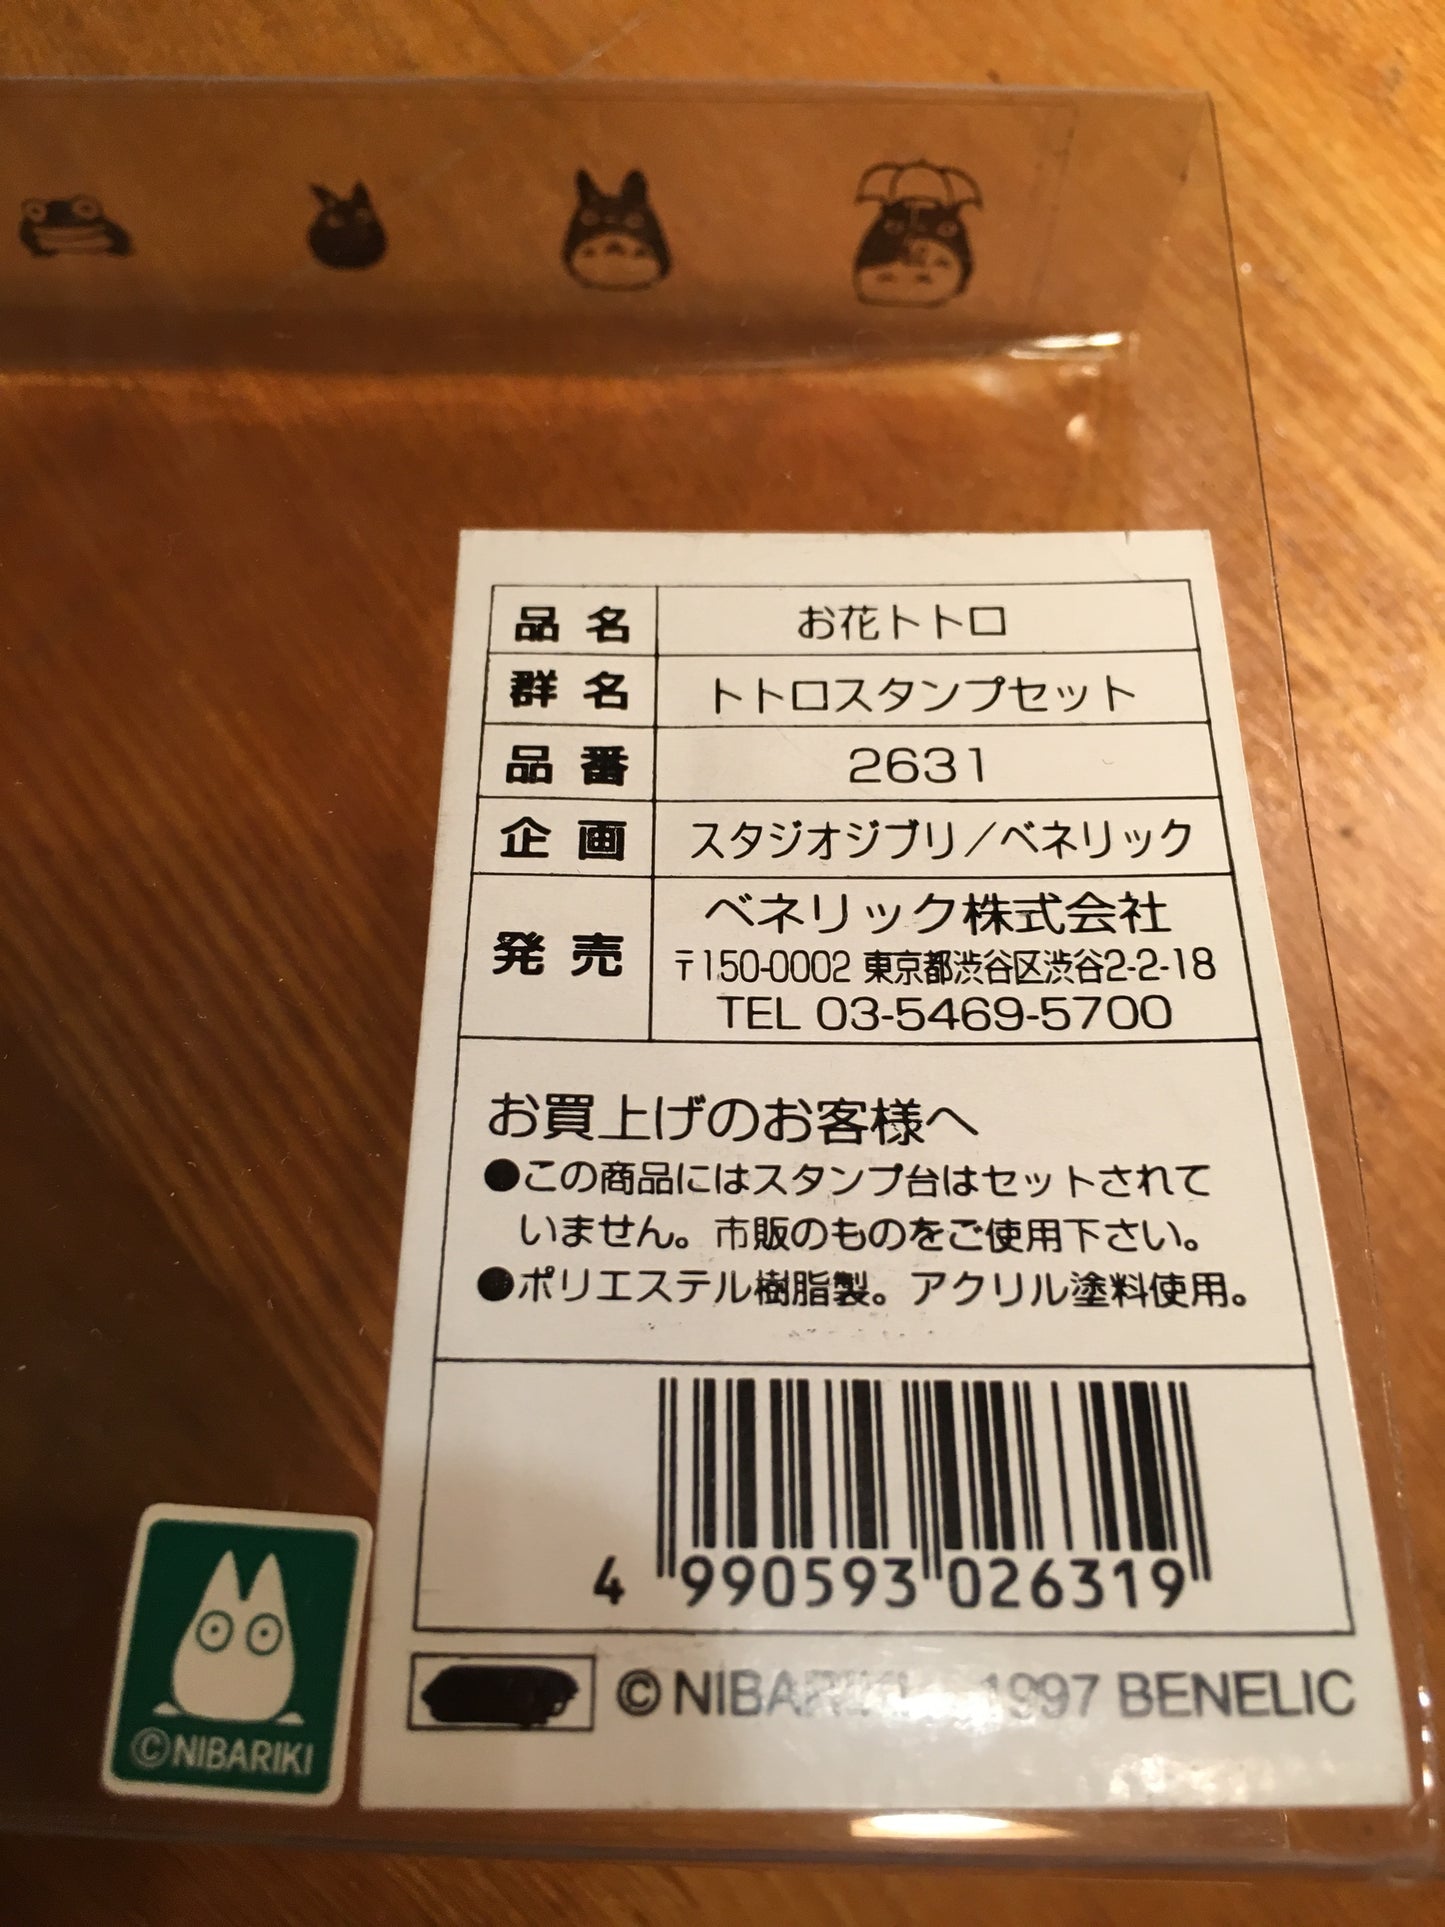 品名 お花トトロ
群名 トトロスタンプセット
品番 2631
企画 スタジオジブリ／ベネリック
発売 ベネリック株式会社
〒150-0002 東京都渋谷区渋谷2-2-18
TEL 03-5469-5700
お買上げのお客様へ
●この商品にはスタンプ台はセットされて
いません。市販のものをご使用下さい。
●ポリエステル樹脂製。アクリル塗料使用。
4 990593 026319
©NIBARIKI 1997 BENELIC
©NIBARIKI